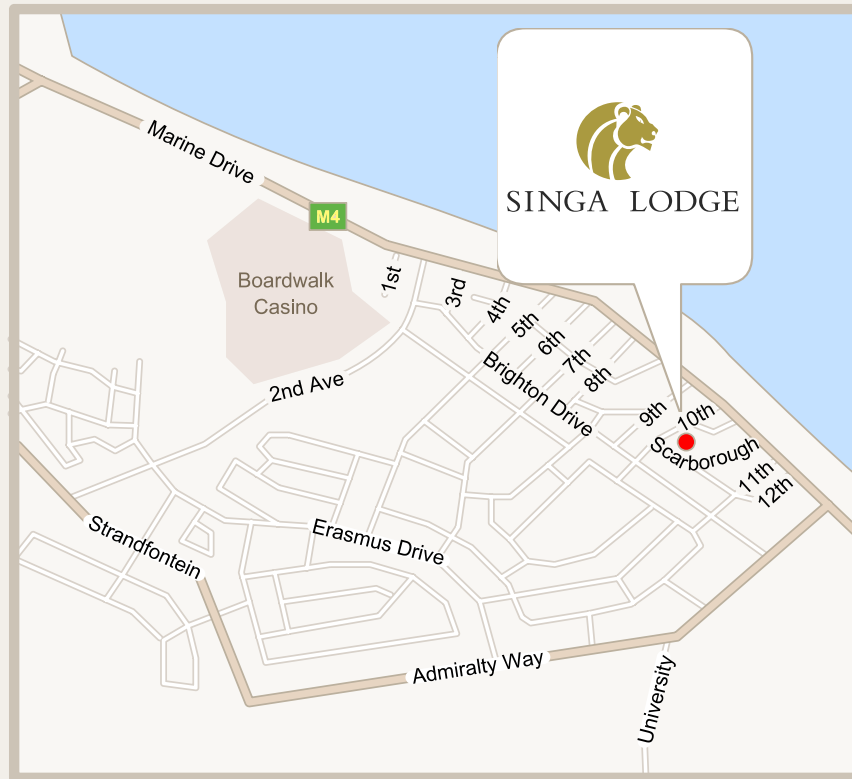 Marine Drive
SINGA LODGE
M4
Boardwalk
Casino
1st
3rd
4th
5th
6th
7th
8th
2nd Ave
Brighton Drive
9th
10th
Scarborough
11th
12th
Strandfontein
Erasmus Drive
Admiralty Way
University